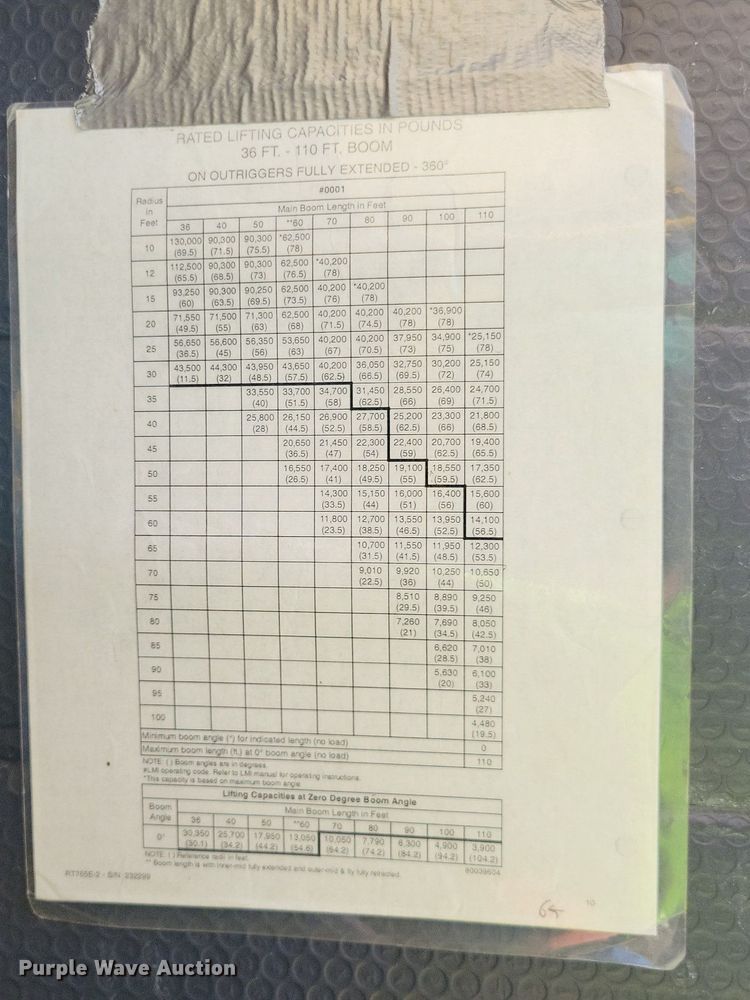 RATED LIFTING CAPACITIES IN POUNDS
36 FT. - 110 FT. BOOM
ON OUTRIGGERS FULLY EXTENDED - 360°
#0001
Radius in Feet Main Boom Length in Feet
36 40 50 **60 70 80 90 100 110
10 130,000 90,300 90,300 *62,500
(69.5) (71.5) (75.5) (78)
12 112,500 90,300 90,300 62,500 *40,200
(65.5) (68.5) (73) (76.5) (78)
15 93,250 90,300 90,250 62,500 40,200 *40,200
(60) (63.5) (69.5) (73.5) (76) (78)
20 71,550 71,500 71,300 62,500 40,200 40,200 40,200 *36,900
(49.5) (55) (63) (68) (71.5) (74.5) (78) (78)
25 56,650 56,600 56,350 53,650 40,200 40,200 37,950 34,900 *25,150
(36.5) (45) (56) (63) (67) (70.5) (73) (75) (78)
30 43,500 44,300 43,950 43,650 40,200 36,050 32,750 30,200 25,150
(11.5) (32) (48.5) (57.5) (62.5) (66.5) (69.5) (72) (74)
35 33,550 33,700 34,700 31,450 28,550 26,400 24,700
(40) (51.5) (58) (62.5) (66) (69) (71.5)
40 25,800 26,150 26,900 27,700 25,200 23,300 21,800
(28) (44.5) (52.5) (58.5) (62.5) (66) (68.5)
45 20,650 21,450 22,300 22,400 20,700 19,400
(36.5) (47) (54) (59) (62.5) (65.5)
50 16,550 17,400 18,250 19,100 18,550 17,350
(26.5) (41) (49.5) (55) (59.5) (62.5)
55 14,300 15,150 16,000 16,400 15,600
(33.5) (44) (51) (56) (60)
60 11,800 12,700 13,550 13,950 14,100
(23.5) (38.5) (46.5) (52.5) (56.5)
65 10,700 11,550 11,950 12,300
(31.5) (41.5) (48.5) (53.5)
70 9,010 9,920 10,250 10,650
(22.5) (36) (44) (50)
75 8,510 8,890 9,250
(29.5) (39.5) (46)
80 7,260 7,690 8,050
(21) (34.5) (42.5)
85 6,620 7,010
(28.5) (38)
90 5,630 6,100
(20) (33)
95 5,240
(27)
100 4,480
(19.5)
Minimum boom angle (°) for indicated length (no load) 0
Maximum boom length (ft.) at 0° boom angle (no load) 110
NOTE: ( ) Boom angles are in degrees.
#LMI operating code. Refer to LMI manual for operating instructions.
*This capacity is based on maximum boom angle.
Lifting Capacities at Zero Degree Boom Angle
Boom Angle Main Boom Length in Feet
36 40 50 **60 70 80 90 100 110
0° 30,350 25,700 17,950 13,050 10,050 7,790 6,300 4,900 3,900
(30.1) (34.2) (44.2) (54.6) (64.2) (74.2) (84.2) (94.2) (104.2)
NOTE: ( ) Reference radii in feet.
** Boom length is with inner-mid fully extended and outer-mid & fly fully retracted.
RT765E-2 - S/N 232299 80039604
10
Purple Wave Auction